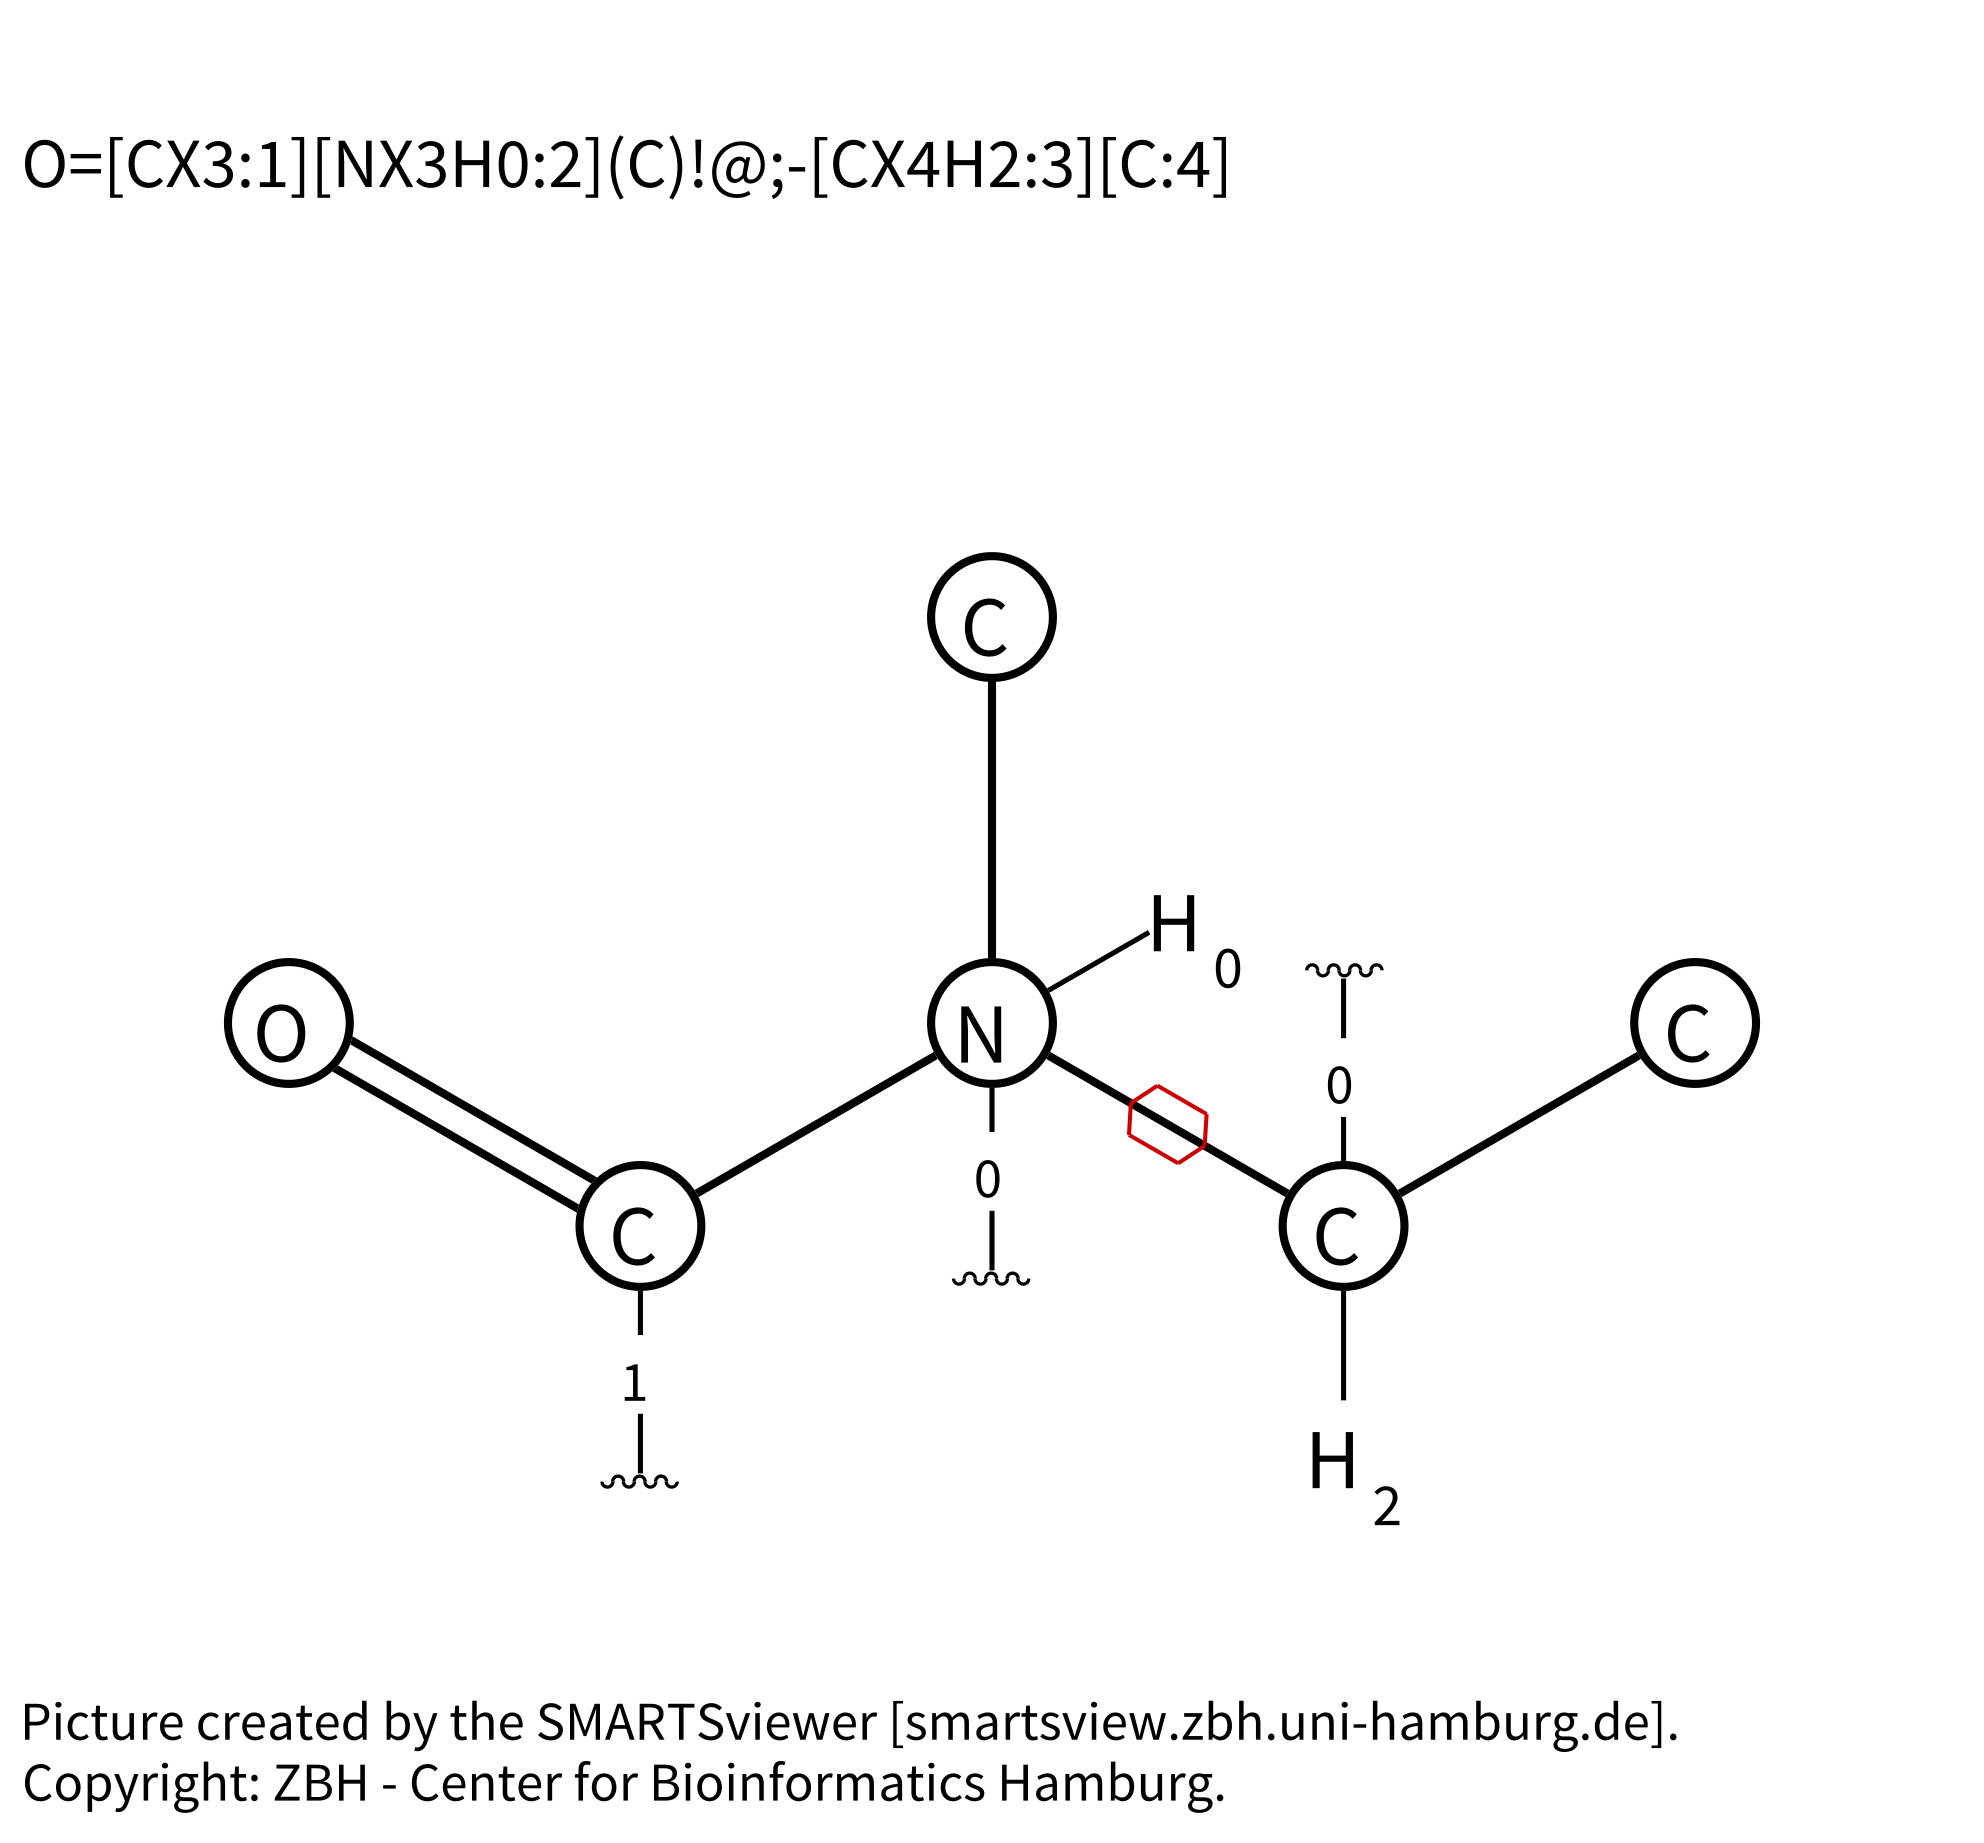 O=[CX3:1][NX3H0:2](C)!@;-[CX4H2:3][C:4]
C
H 0
O N 0 C
0
C C
1
H 2
Picture created by the SMARTSviewer [smartsview.zbh.uni-hamburg.de].
Copyright: ZBH - Center for Bioinformatics Hamburg.